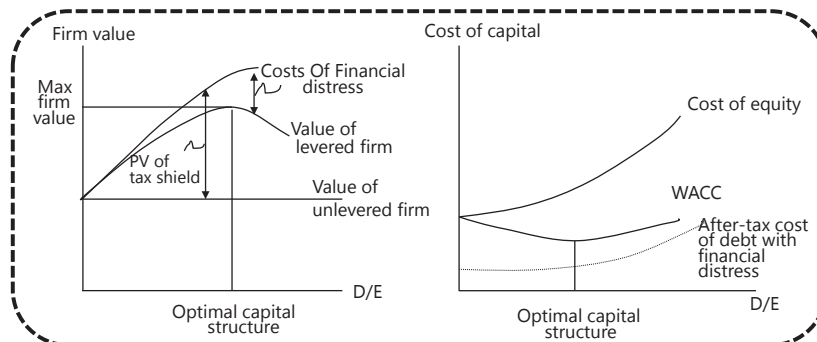 Firm value
Max
firm
value
Costs Of Financial
distress
Value of
levered firm
PV of
tax shield
Value of
unlevered firm
D/E
Optimal capital
structure
Cost of capital
Cost of equity
WACC
After-tax cost
of debt with
financial
distress
D/E
Optimal capital
structure